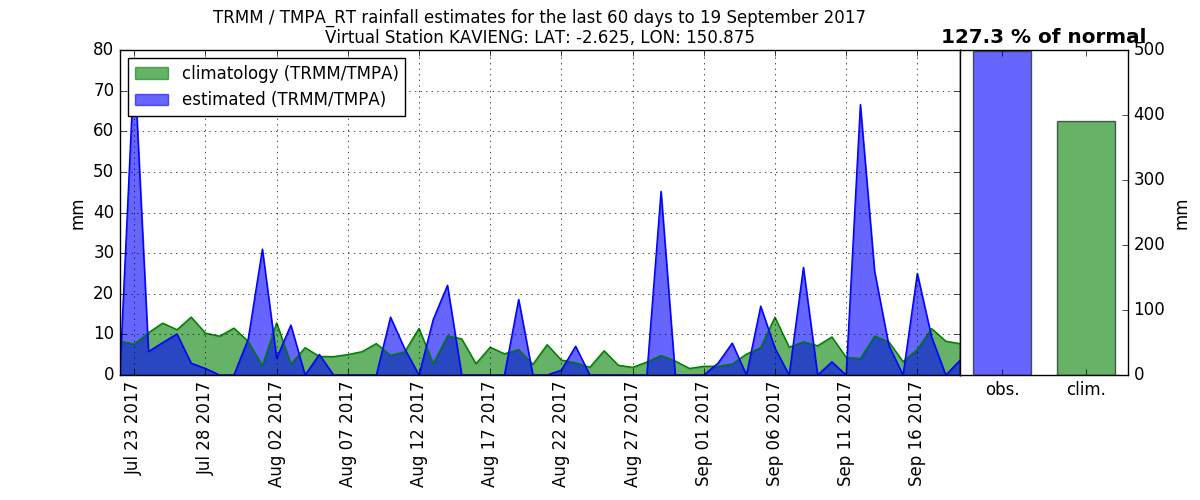 TRMM / TMPA_RT rainfall estimates for the last 60 days to 19 September 2017
Virtual Station KAVIENG: LAT: -2.625, LON: 150.875
127.3 % of normal
climatology (TRMM/TMPA)
estimated (TRMM/TMPA)
mm
80
70
60
50
40
30
20
10
0
Jul 23 2017
Jul 28 2017
Aug 02 2017
Aug 07 2017
Aug 12 2017
Aug 17 2017
Aug 22 2017
Aug 27 2017
Sep 01 2017
Sep 06 2017
Sep 11 2017
Sep 16 2017
500
400
300
200
100
0
mm
obs.
clim.